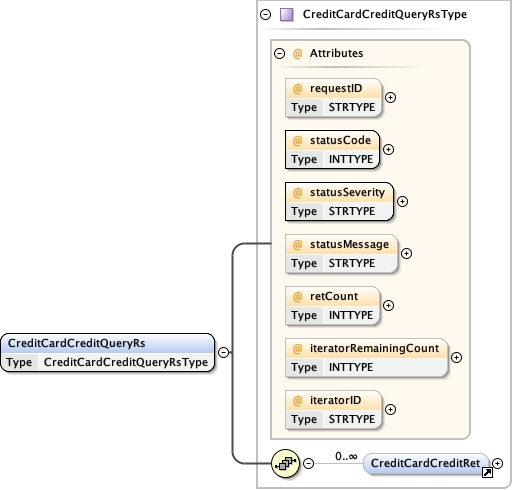 CreditCardCreditQueryRsType
@ Attributes
@ requestID
Type STRTYPE
@ statusCode
Type INTTYPE
@ statusSeverity
Type STRTYPE
@ statusMessage
Type STRTYPE
@ retCount
Type INTTYPE
@ iteratorRemainingCount
Type INTTYPE
@ iteratorID
Type STRTYPE
CreditCardCreditQueryRs
Type CreditCardCreditQueryRsType
0..∞
CreditCardCreditRet